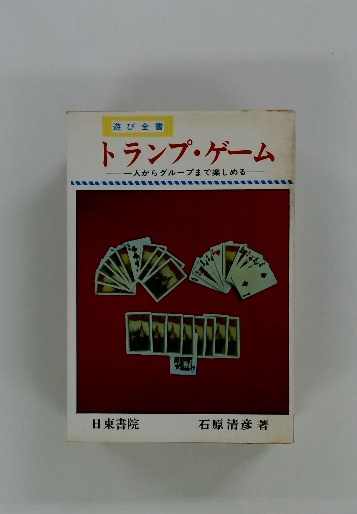 遊び全書
トランプ・ゲーム
一人からグループまで楽しめる
日東書院 石原清彦著